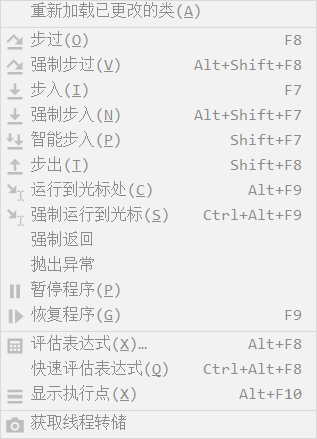 重新加载已更改的类(A)
步过(O) F8
强制步过(V) Alt+Shift+F8
步入(I) F7
强制步入(N) Alt+Shift+F7
智能步入(P) Shift+F7
步出(T) Shift+F8
运行到光标处(C) Alt+F9
强制运行到光标(S) Ctrl+Alt+F9
强制返回
抛出异常
暂停程序(P)
恢复程序(G) F9
评估表达式(X)… Alt+F8
快速评估表达式(Q) Ctrl+Alt+F8
显示执行点(X) Alt+F10
获取线程转储